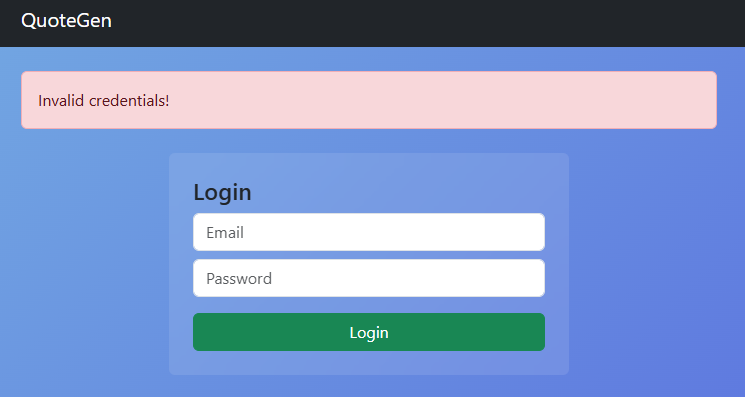 QuoteGen
Invalid credentials!
Login
Email
Password
Login